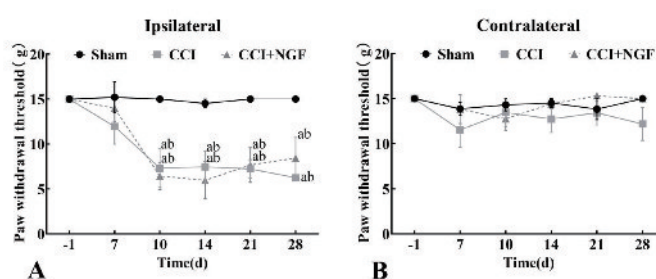 Ipsilateral
Sham CCI CCI+NGF
Paw withdrawal threshold ( g )
20
15
10
5
0
ab
ab
ab
ab
ab
ab
ab
ab
-1 7 10 14 21 28
Time(d)
A
Contralateral
Sham CCI CCI+NGF
Paw withdrawal threshold ( g )
20
15
10
5
0
-1 7 10 14 21 28
Time(d)
B